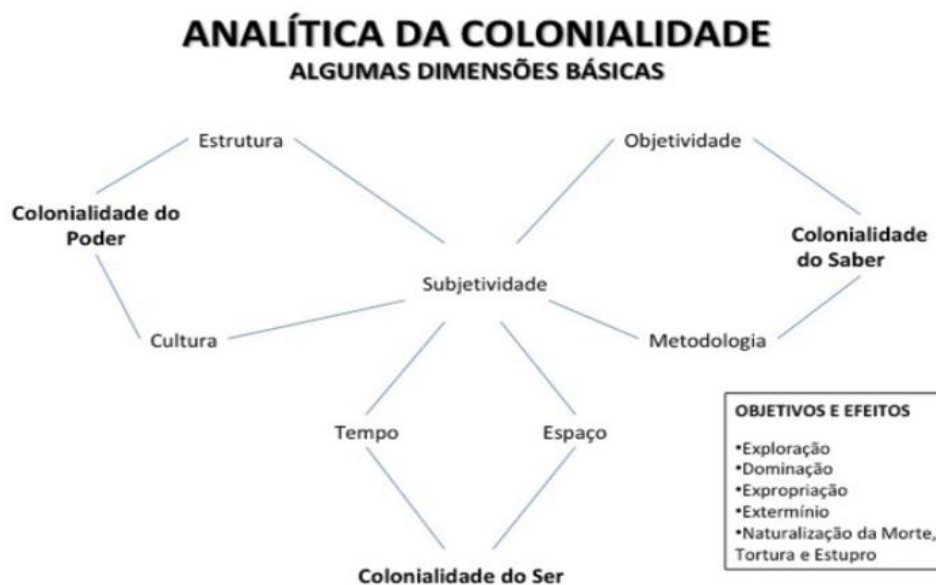 ANALÍTICA DA COLONIALIDADE
ALGUMAS DIMENSÕES BÁSICAS
Estrutura
Objetividade
Colonialidade do
Poder
Colonialidade
do Saber
Subjetividade
Cultura
Metodologia
Tempo
Espaço
Colonialidade do Ser
OBJETIVOS E EFEITOS
•Exploração
•Dominação
•Expropriação
•Extermínio
•Naturalização da Morte,
Tortura e Estupro